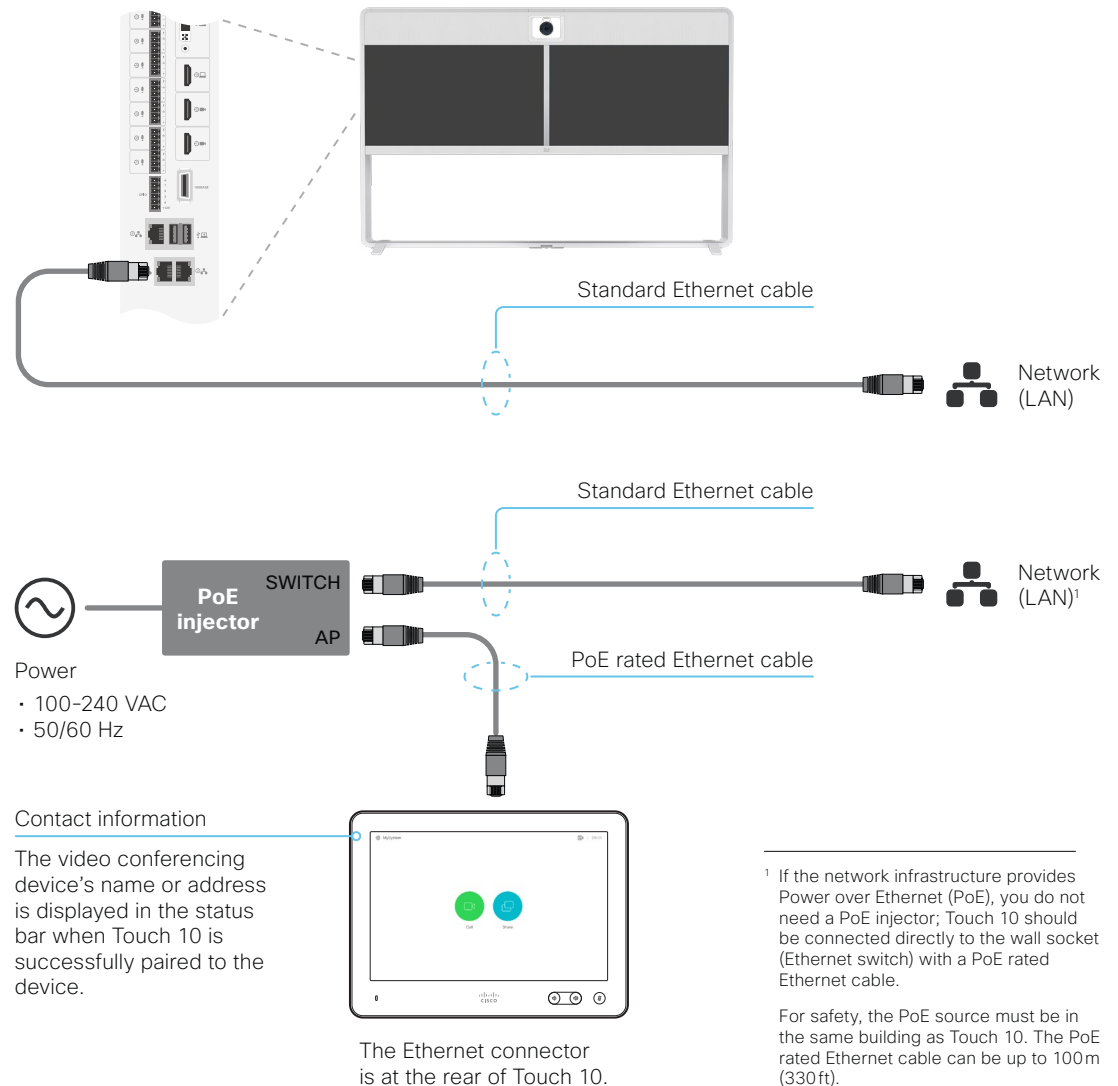 Standard Ethernet cable
Network
(LAN)
Standard Ethernet cable
SWITCH
PoE
injector
AP
Network
(LAN)1
PoE rated Ethernet cable
Power
• 100-240 VAC
• 50/60 Hz
Contact information
The video conferencing
device's name or address
is displayed in the status
bar when Touch 10 is
successfully paired to the
device.
MySystem
Call
Share
CISCO
The Ethernet connector
is at the rear of Touch 10.
1 If the network infrastructure provides
Power over Ethernet (PoE), you do not
need a PoE injector; Touch 10 should
be connected directly to the wall socket
(Ethernet switch) with a PoE rated
Ethernet cable.
For safety, the PoE source must be in
the same building as Touch 10. The PoE
rated Ethernet cable can be up to 100 m
(330 ft).